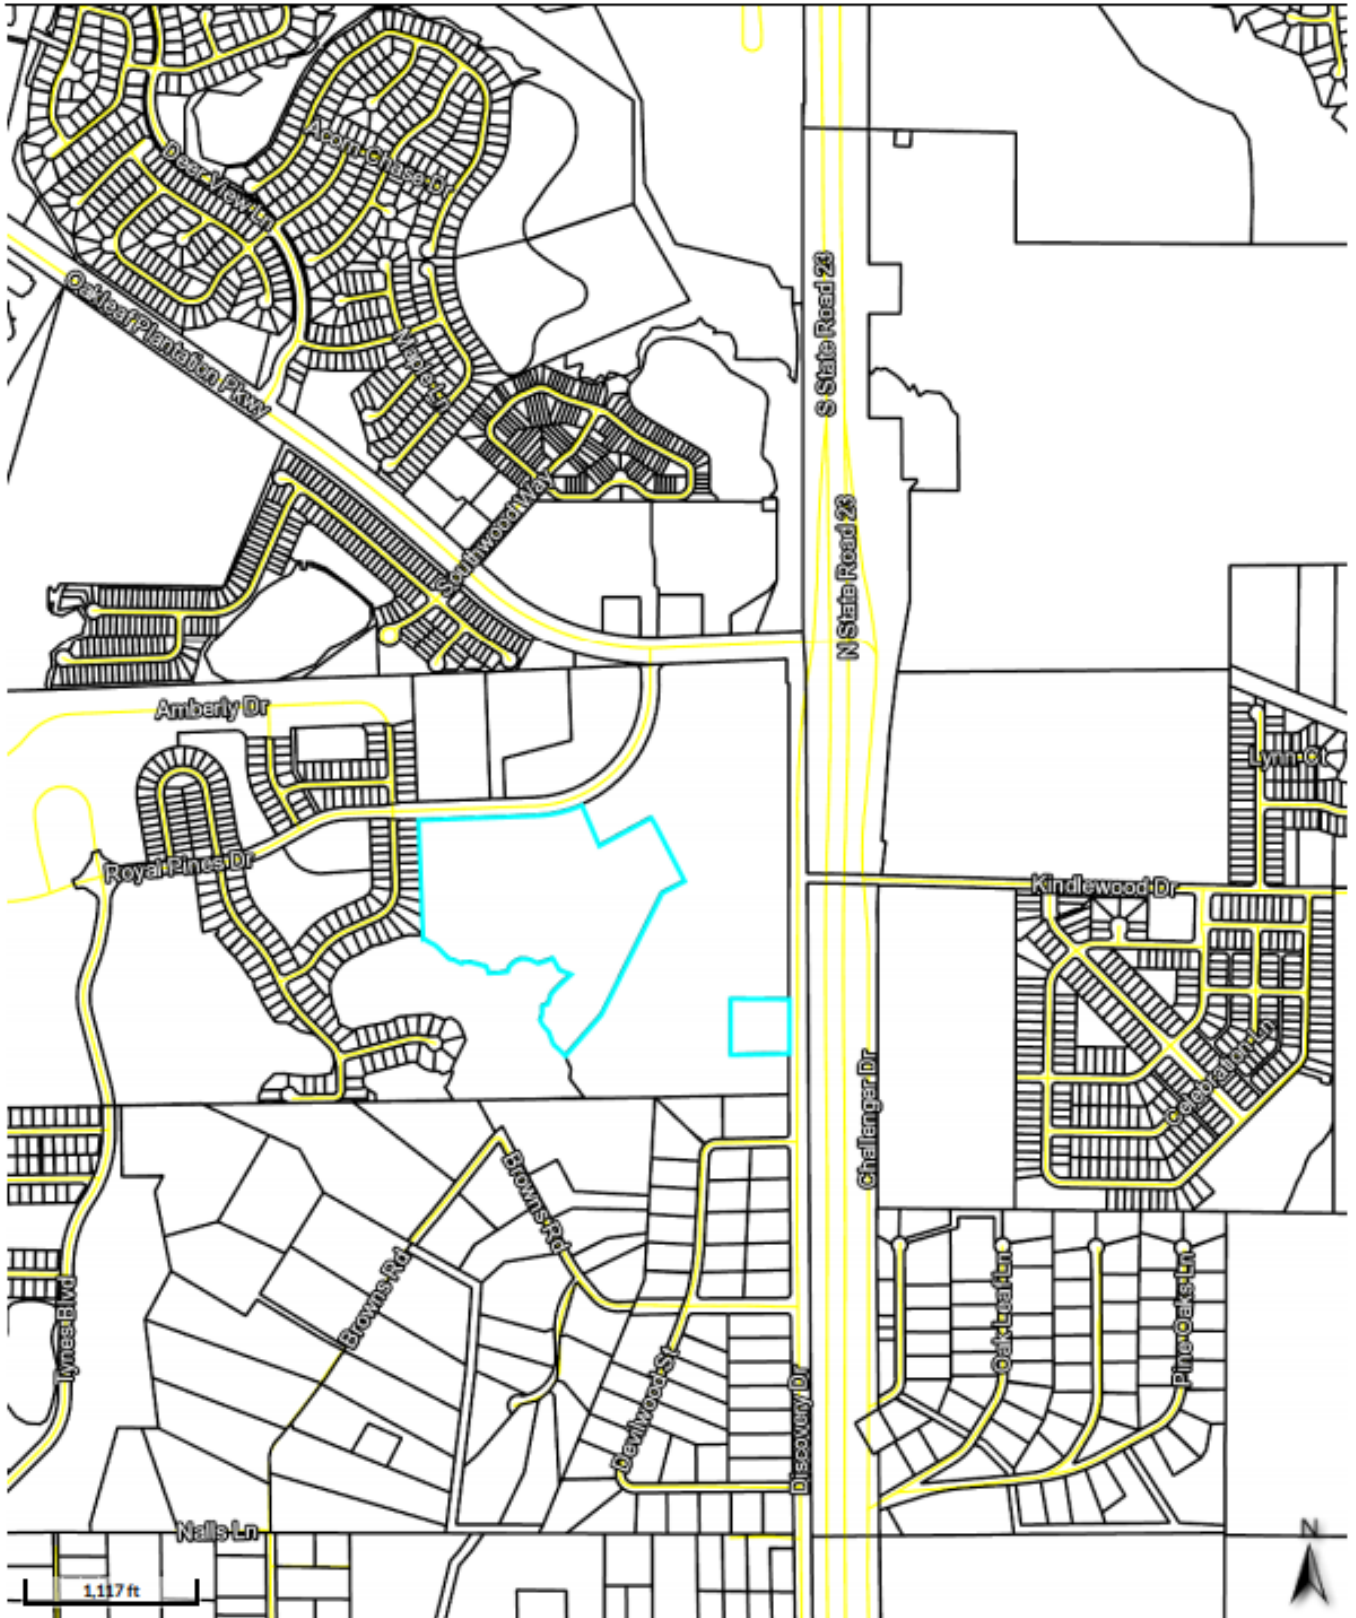 Acorn Chase Dr
Deer View Ln
Oakleaf Plantation Pkwy
S State Road 23
Maple Ln
Southwood Way
N State Road 23
Amberly Dr
Lynn Ct
Royal Pines Dr
Kindlewood Dr
Celebration Ln
Challenger Dr
Browns Rd
Browns Rd
Oak Leaf Ln
Pine Oaks Ln
Tynes Blvd
Devilwood St
Discovery Dr
Nalls Ln
N
1,117 ft